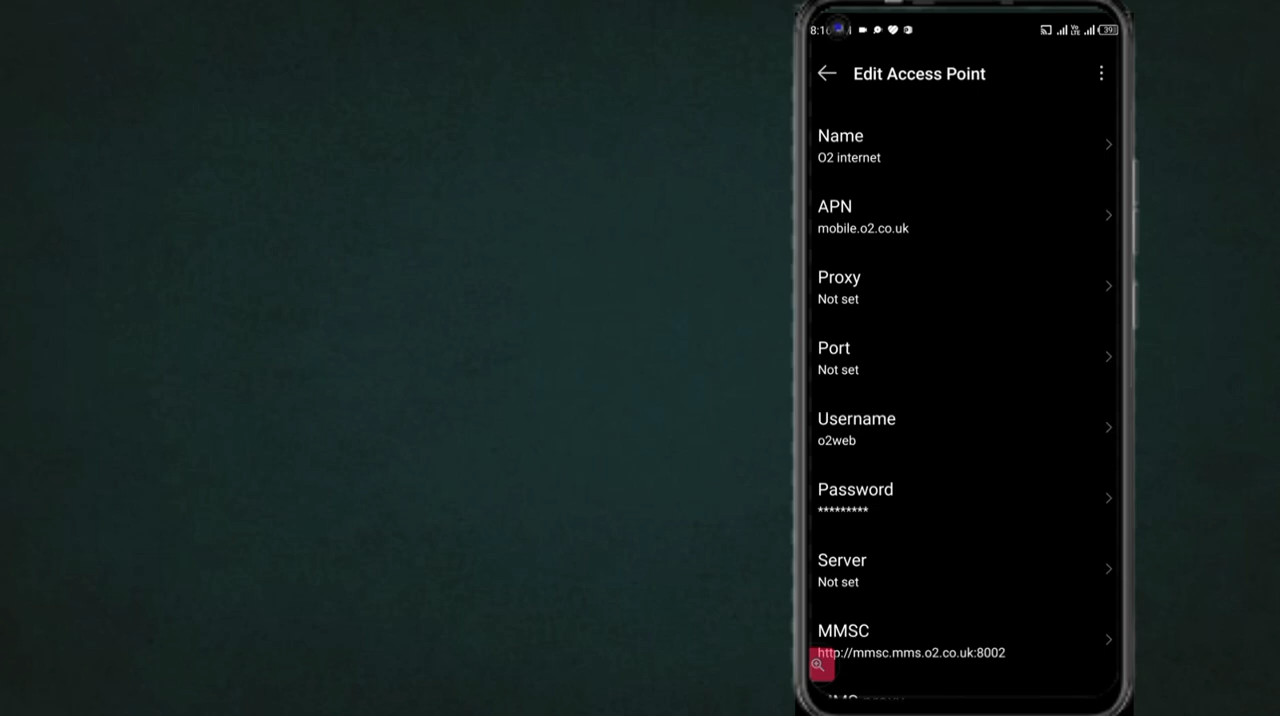 Edit Access Point
Name
O2 internet
APN
mobile.o2.co.uk
Proxy
Not set
Port
Not set
Username
o2web
Password
*********
Server
Not set
MMSC
http://mmsc.mms.o2.co.uk:8002